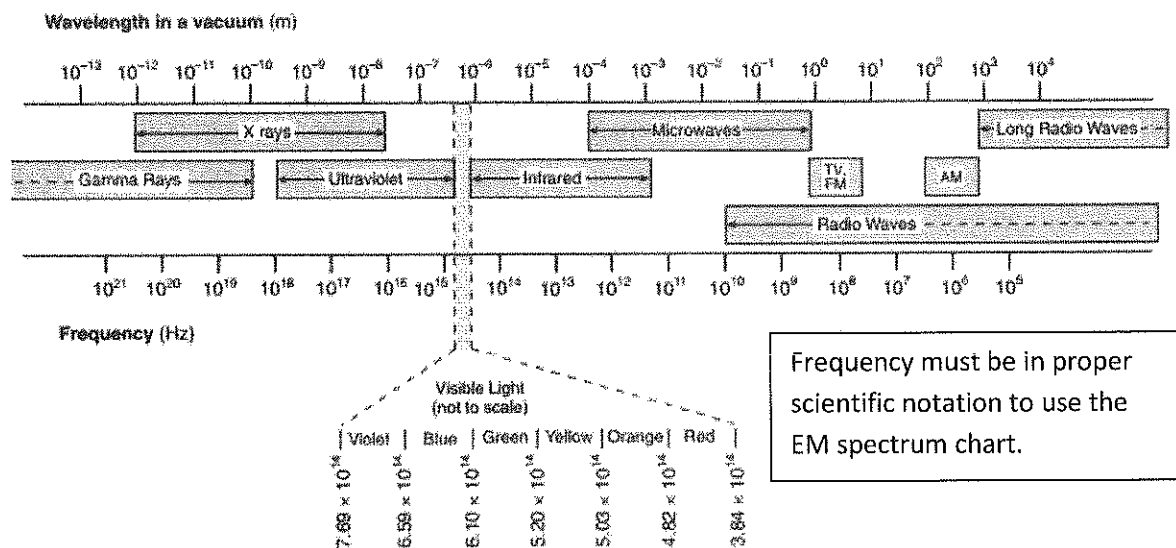 Wavelength in a vacuum (m)
10⁻¹³ 10⁻¹² 10⁻¹¹ 10⁻¹⁰ 10⁻⁹ 10⁻⁸ 10⁻⁷ 10⁻⁶ 10⁻⁵ 10⁻⁴ 10⁻³ 10⁻² 10⁻¹ 10⁰ 10¹ 10² 10³ 10⁴
X rays Microwaves Long Radio Waves
Gamma Rays Ultraviolet Infrared TV, FM AM
Radio Waves
10²¹ 10²⁰ 10¹⁹ 10¹⁸ 10¹⁷ 10¹⁶ 10¹⁵ 10¹⁴ 10¹³ 10¹² 10¹¹ 10¹⁰ 10⁹ 10⁸ 10⁷ 10⁶ 10⁵
Frequency (Hz)
Visible Light
(not to scale)
Violet Blue Green Yellow Orange Red
7.69 × 10¹⁴ 6.59 × 10¹⁴ 6.10 × 10¹⁴ 5.20 × 10¹⁴ 5.03 × 10¹⁴ 4.82 × 10¹⁴ 3.84 × 10¹⁴
Frequency must be in proper
scientific notation to use the
EM spectrum chart.